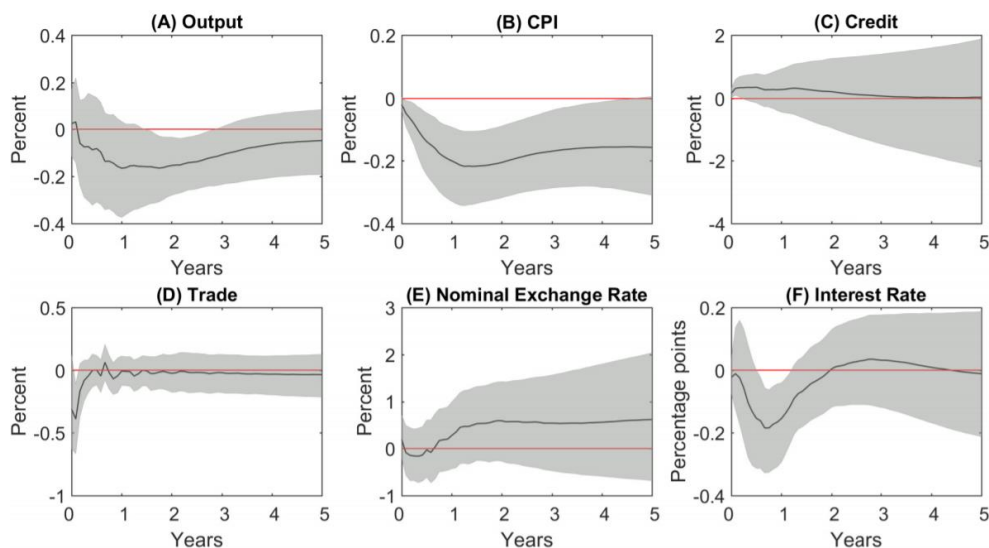 (A) Output
0.4
0.2
0
-0.2
-0.4
Percent
0 1 2 3 4 5
Years
(B) CPI
0.2
0
-0.2
-0.4
Percent
0 1 2 3 4 5
Years
(C) Credit
2
0
-2
-4
Percent
0 1 2 3 4 5
Years
(D) Trade
0.5
0
-0.5
-1
Percent
0 1 2 3 4 5
Years
(E) Nominal Exchange Rate
3
2
1
0
-1
Percent
0 1 2 3 4 5
Years
(F) Interest Rate
0.2
0
-0.2
-0.4
Percentage points
0 1 2 3 4 5
Years